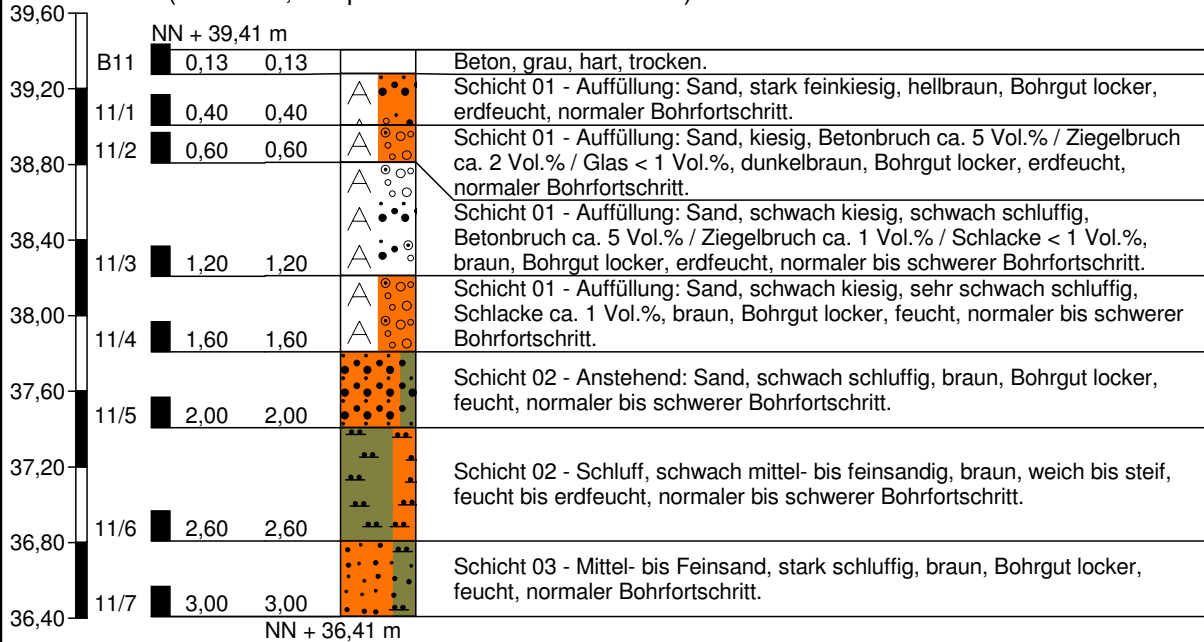 39,60
NN + 39,41 m
B11 0,13 0,13 Beton, grau, hart, trocken.
39,20
11/1 0,40 0,40 A Schicht 01 - Auffüllung: Sand, stark feinkiesig, hellbraun, Bohrgut locker,
erdfeucht, normaler Bohrfortschritt.
11/2 0,60 0,60 A Schicht 01 - Auffüllung: Sand, kiesig, Betonbruch ca. 5 Vol.% / Ziegelbruch
ca. 2 Vol.% / Glas < 1 Vol.%, dunkelbraun, Bohrgut locker, erdfeucht,
normaler Bohrfortschritt.
38,80
A
A
A
38,40
11/3 1,20 1,20 Schicht 01 - Auffüllung: Sand, schwach kiesig, schwach schluffig,
Betonbruch ca. 5 Vol.% / Ziegelbruch ca. 1 Vol.% / Schlacke < 1 Vol.%,
braun, Bohrgut locker, erdfeucht, normaler bis schwerer Bohrfortschritt.
A
A
38,00
11/4 1,60 1,60 Schicht 01 - Auffüllung: Sand, schwach kiesig, sehr schwach schluffig,
Schlacke ca. 1 Vol.%, braun, Bohrgut locker, feucht, normaler bis schwerer
Bohrfortschritt.
37,60
11/5 2,00 2,00 Schicht 02 - Anstehend: Sand, schwach schluffig, braun, Bohrgut locker,
feucht, normaler bis schwerer Bohrfortschritt.
37,20
11/6 2,60 2,60 Schicht 02 - Schluff, schwach mittel- bis feinsandig, braun, weich bis steif,
feucht bis erdfeucht, normaler bis schwerer Bohrfortschritt.
36,80
11/7 3,00 3,00 Schicht 03 - Mittel- bis Feinsand, stark schluffig, braun, Bohrgut locker,
feucht, normaler Bohrfortschritt.
36,40
NN + 36,41 m